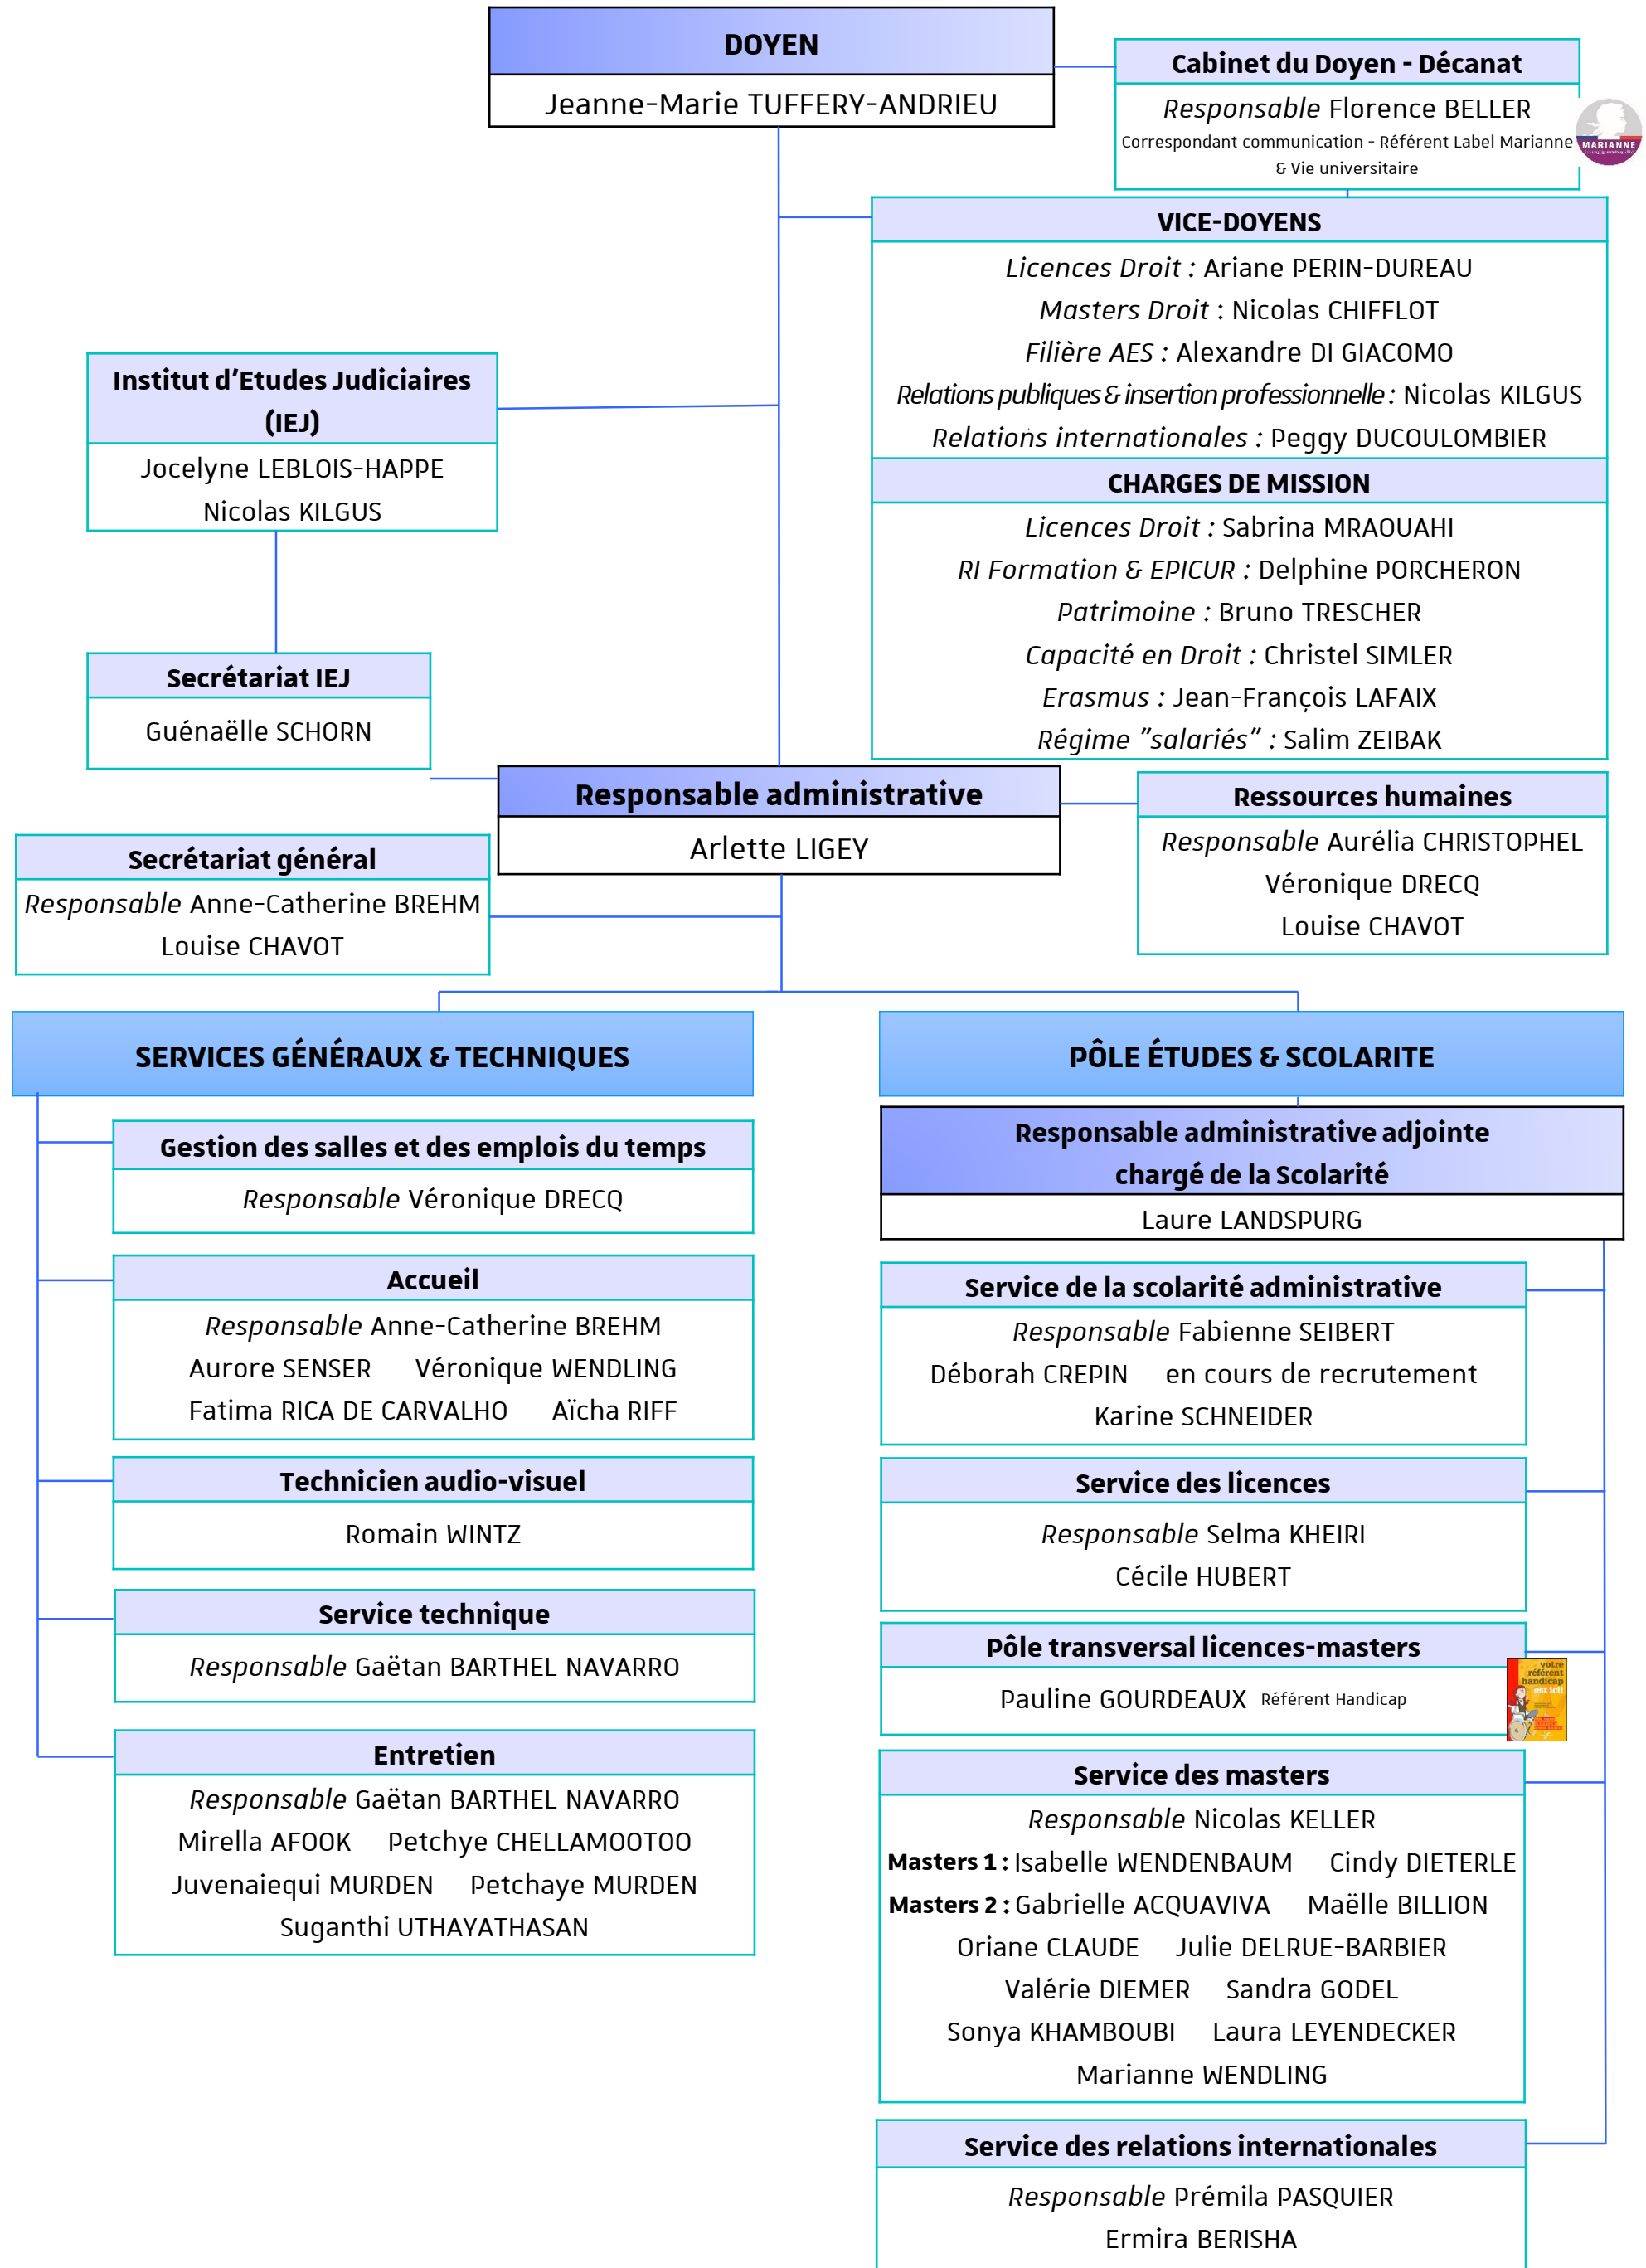 DOYEN
Jeanne-Marie TUFFERY-ANDRIEU
Cabinet du Doyen - Décanat
Responsable Florence BELLER
Correspondant communication - Référent Label Marianne
& Vie universitaire
MARIANNE
VICE-DOYENS
Licences Droit : Ariane PERIN-DUREAU
Masters Droit : Nicolas CHIFFLOT
Filière AES : Alexandre DI GIACOMO
Relations publiques & insertion professionnelle : Nicolas KILGUS
Relations internationales : Peggy DUCOULOMBIER
CHARGES DE MISSION
Licences Droit : Sabrina MRAOUAHI
RI Formation & EPICUR : Delphine PORCHERON
Patrimoine : Bruno TRESCHER
Capacité en Droit : Christel SIMLER
Erasmus : Jean-François LAFAIX
Régime "salariés" : Salim ZEIBAK
Institut d'Etudes Judiciaires
(IEJ)
Jocelyne LEBLOIS-HAPPE
Nicolas KILGUS
Secrétariat IEJ
Guénaëlle SCHORN
Responsable administrative
Arlette LIGEY
Ressources humaines
Responsable Aurélia CHRISTOPHEL
Véronique DRECQ
Louise CHAVOT
Secrétariat général
Responsable Anne-Catherine BREHM
Louise CHAVOT
SERVICES GÉNÉRAUX & TECHNIQUES
Gestion des salles et des emplois du temps
Responsable Véronique DRECQ
Accueil
Responsable Anne-Catherine BREHM
Aurore SENSER Véronique WENDLING
Fatima RICA DE CARVALHO Aïcha RIFF
Technicien audio-visuel
Romain WINTZ
Service technique
Responsable Gaëtan BARTHEL NAVARRO
Entretien
Responsable Gaëtan BARTHEL NAVARRO
Mirella AFOOK Petchye CHELLAMOOTOO
Juvenaiequi MURDEN Petchaye MURDEN
Suganthi UTHAYATHASAN
PÔLE ÉTUDES & SCOLARITE
Responsable administrative adjointe
chargé de la Scolarité
Laure LANDSPURG
Service de la scolarité administrative
Responsable Fabienne SEIBERT
Déborah CREPIN en cours de recrutement
Karine SCHNEIDER
Service des licences
Responsable Selma KHEIRI
Cécile HUBERT
Pôle transversal licences-masters
Pauline GOURDEAUX Référent Handicap
votre
référent
handicap
est ici!
Service des masters
Responsable Nicolas KELLER
Masters 1 : Isabelle WENDENBAUM Cindy DIETERLE
Masters 2 : Gabrielle ACQUAVIVA Maëlle BILLION
Oriane CLAUDE Julie DELRUE-BARBIER
Valérie DIEMER Sandra GODEL
Sonya KHAMBOUBI Laura LEYENDECKER
Marianne WENDLING
Service des relations internationales
Responsable Prémila PASQUIER
Ermira BERISHA